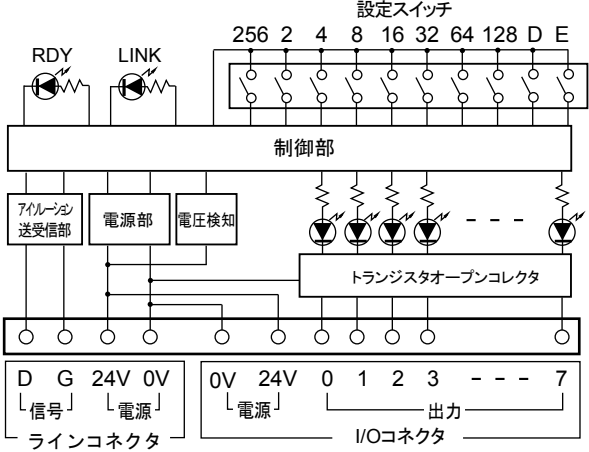 設定スイッチ
256 2 4 8 16 32 64 128 D E
RDY LINK
制御部
アイソレーション
送受信部
電源部
電圧検知
トランジスタオープンコレクタ
D G 24V 0V 0V 24V 0 1 2 3 - - - 7
信号 電源 電源 出力
ラインコネクタ I/Oコネクタ